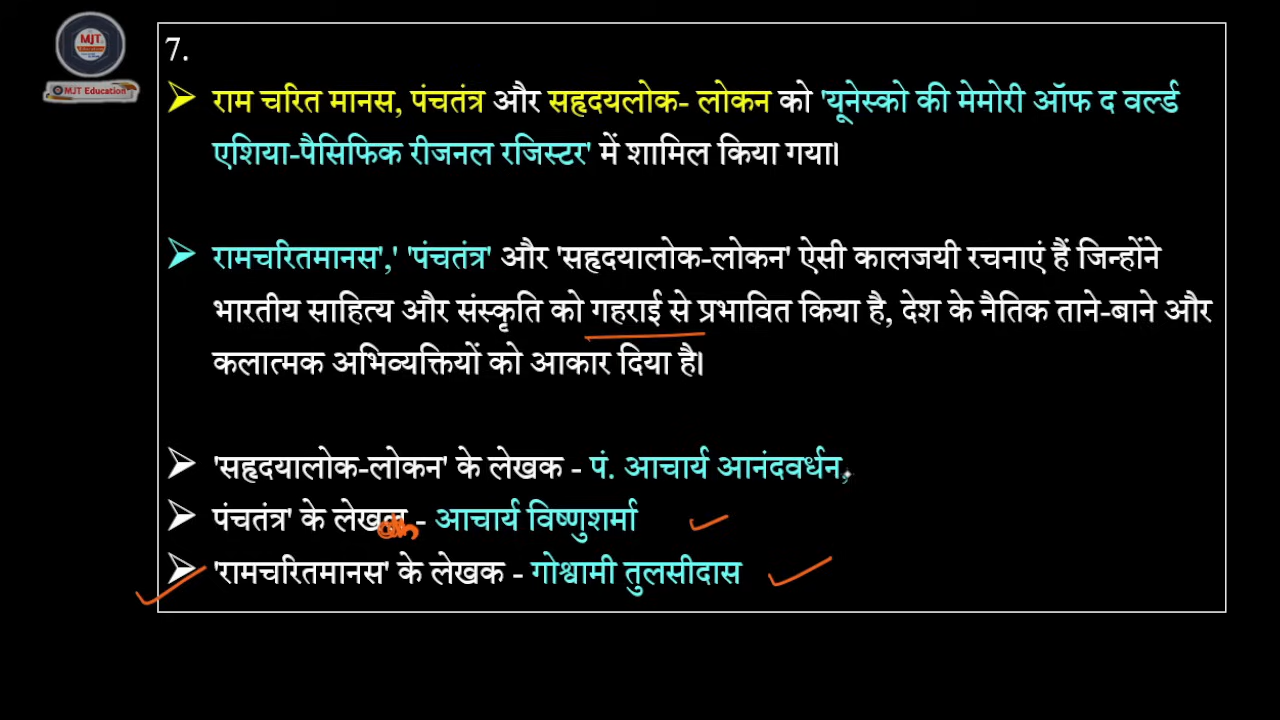 MJT
Education
MJT Education
7.
राम चरित मानस, पंचतंत्र और सहृदयलोक- लोकन को 'यूनेस्को की मेमोरी ऑफ द वर्ल्ड
एशिया-पैसिफिक रीजनल रजिस्टर' में शामिल किया गया।
रामचरितमानस',' 'पंचतंत्र' और 'सहृदयालोक-लोकन' ऐसी कालजयी रचनाएं हैं जिन्होंने
भारतीय साहित्य और संस्कृति को गहराई से प्रभावित किया है, देश के नैतिक ताने-बाने और
कलात्मक अभिव्यक्तियों को आकार दिया है।
'सहृदयालोक-लोकन' के लेखक - पं. आचार्य आनंदवर्धन,
पंचतंत्र' के लेखक - आचार्य विष्णुशर्मा
'रामचरितमानस' के लेखक - गोश्वामी तुलसीदास